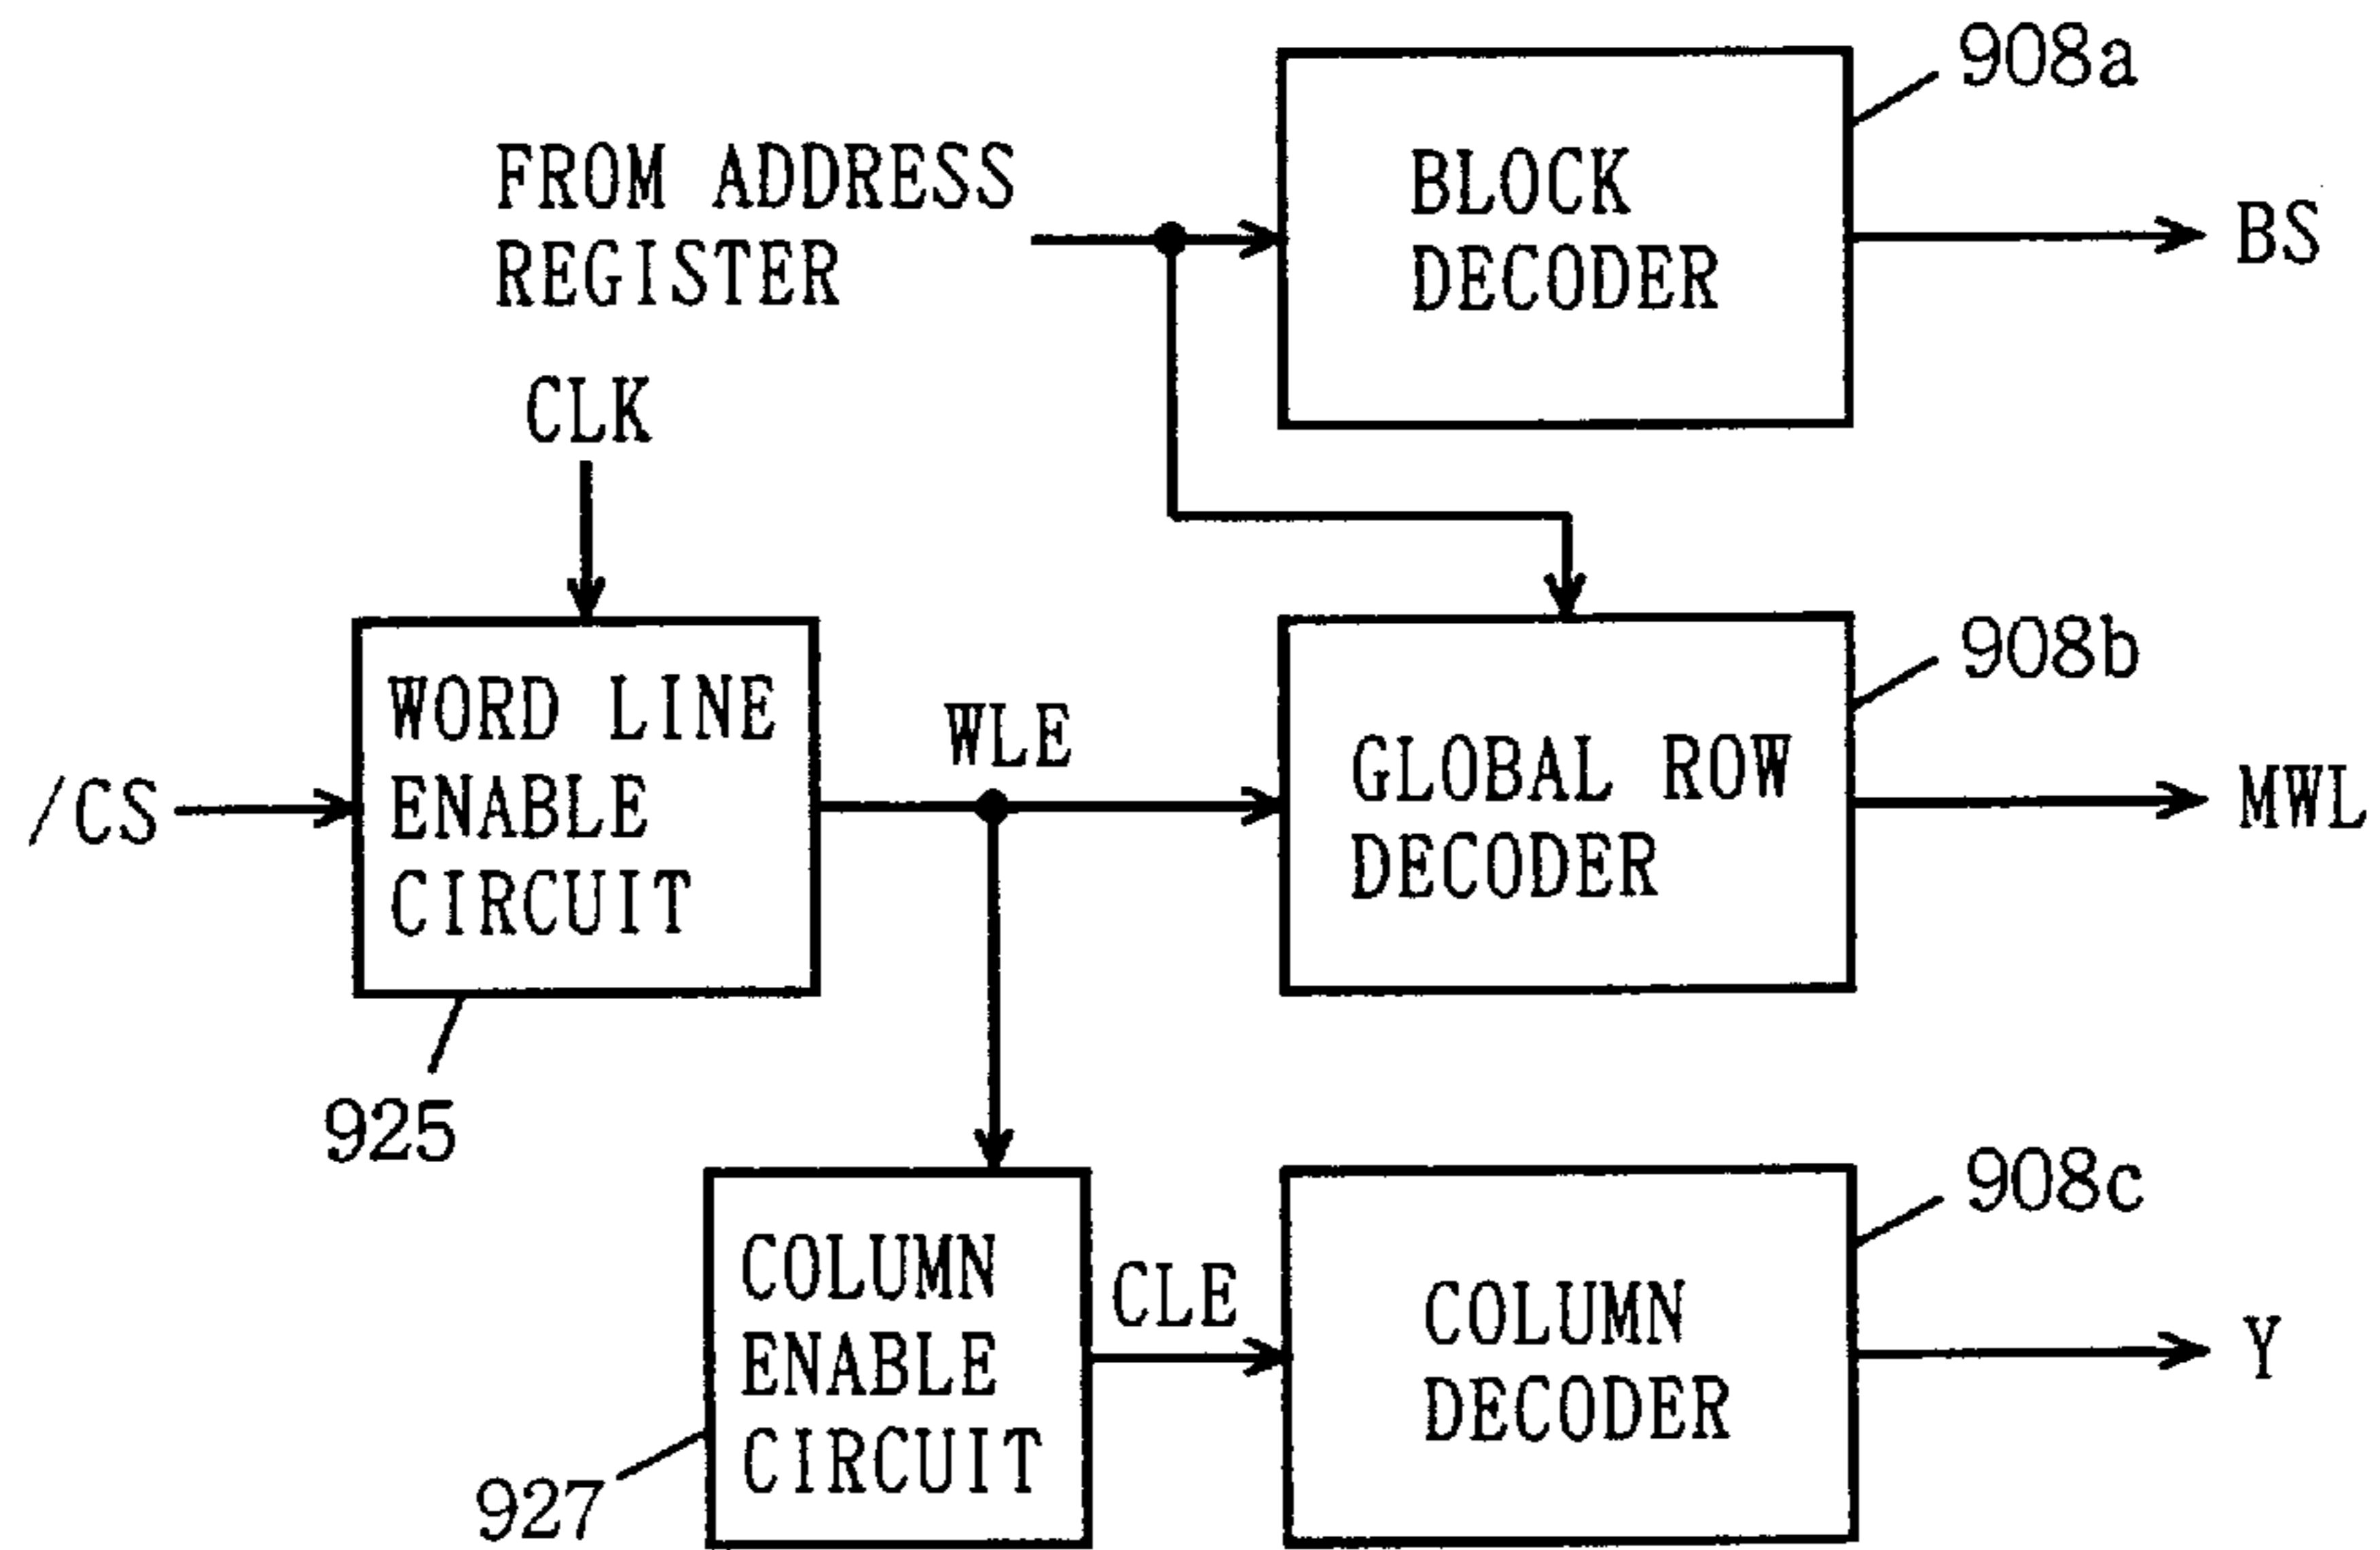 908a
FROM ADDRESS
REGISTER
BLOCK
DECODER
BS
CLK
908b
WORD LINE
ENABLE
CIRCUIT
/CS
WLE
GLOBAL ROW
DECODER
MWL
925
908c
COLUMN
ENABLE
CIRCUIT
CLE
COLUMN
DECODER
Y
927